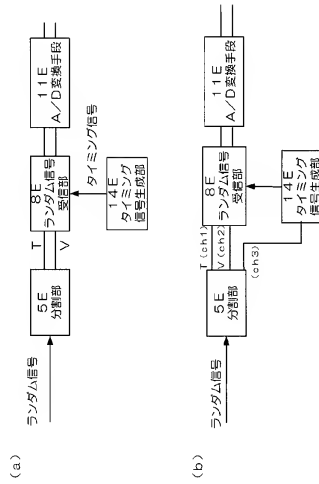 (a)
ランダム信号
5E
分割部
T
V
8E
ランダム信号
受信部
タイミング信号
14E
タイミング
信号生成部
11E
A/D変換手段
(b)
ランダム信号
5E
分割部
T(ch1)
V(ch2)
(ch3)
8E
ランダム信号
受信部
14E
タイミング
信号生成部
11E
A/D変換手段